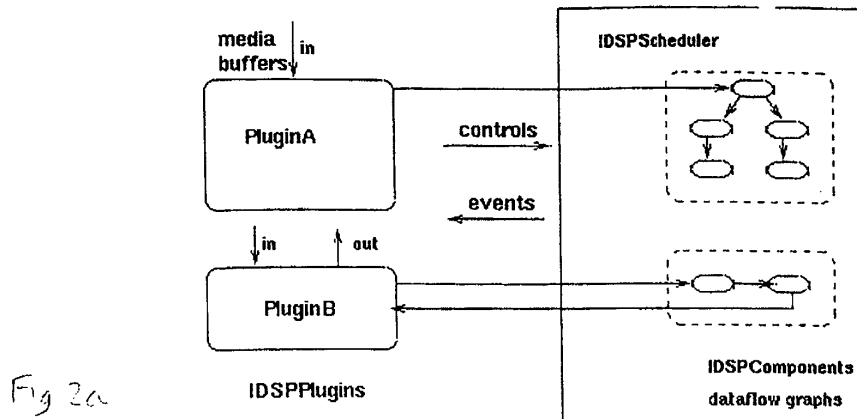 media
buffers
in
IDSPScheduler
PluginA
controls
events
in
out
PluginB
IDSPPlugins
IDSPComponents
dataflow graphs
Fig 2a